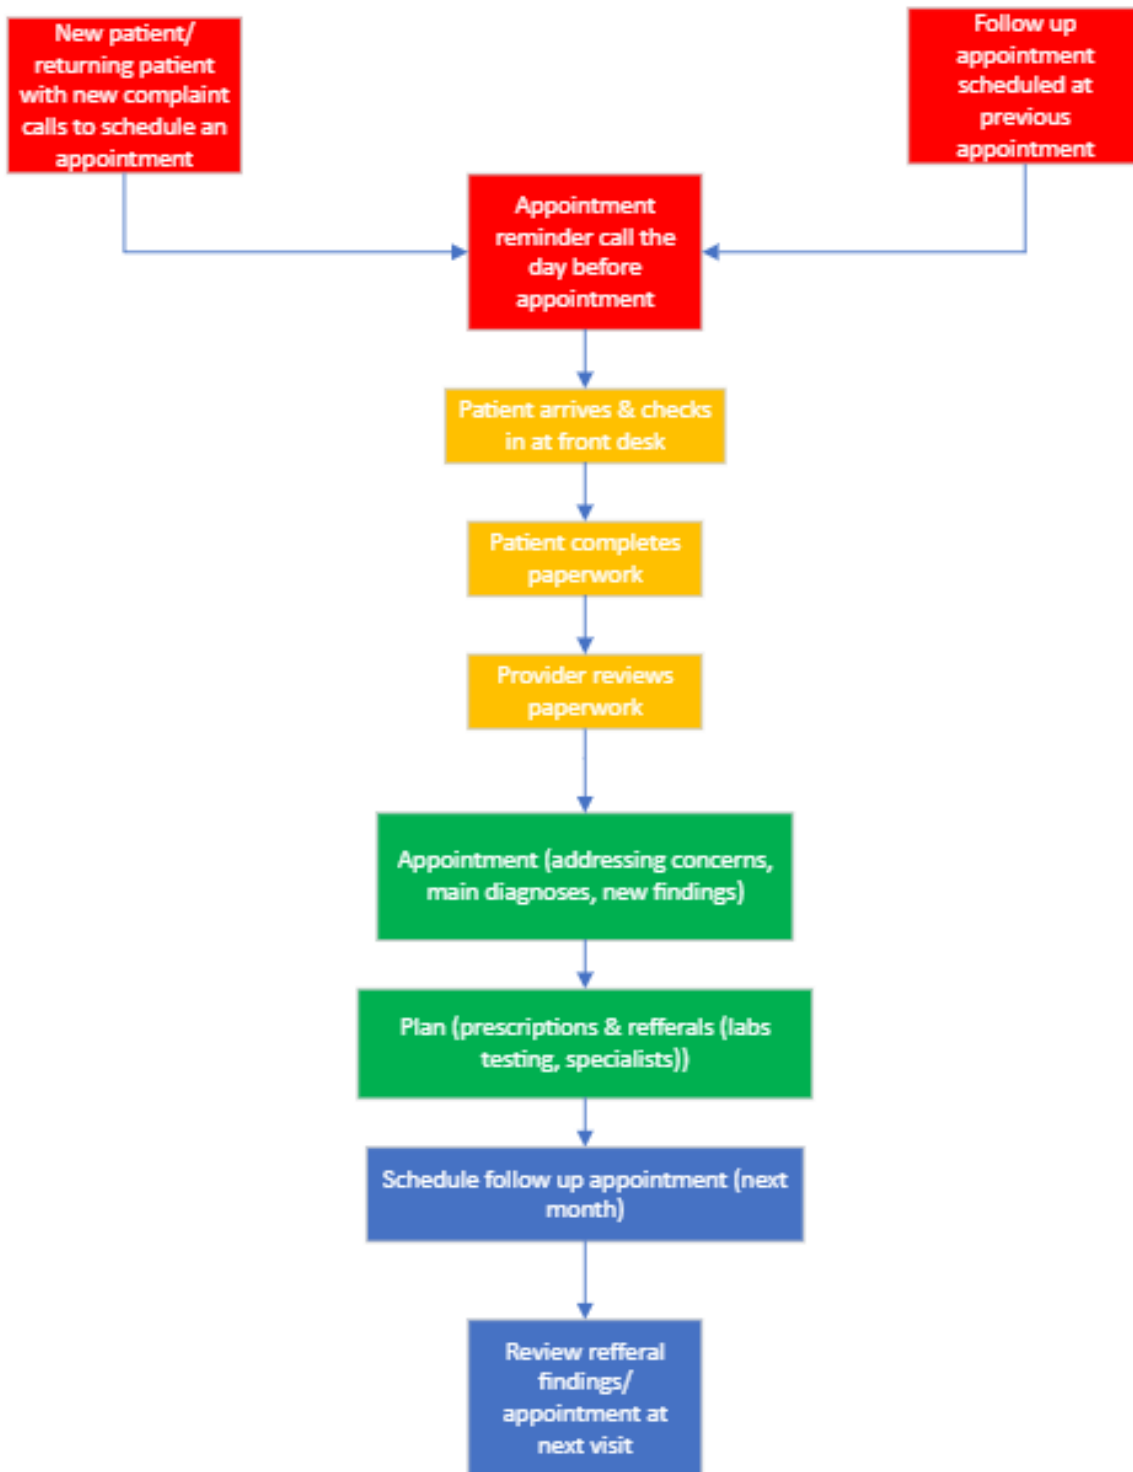 New patient/
returning patient
with new complaint
calls to schedule an
appointment
Follow up
appointment
scheduled at
previous
appointment
Appointment
reminder call the
day before
appointment
Patient arrives & checks
in at front desk
Patient completes
paperwork
Provider reviews
paperwork
Appointment (addressing concerns,
main diagnoses, new findings)
Plan (prescriptions & refferals (labs
testing, specialists))
Schedule follow up appointment (next
month)
Review refferal
findings/
appointment at
next visit